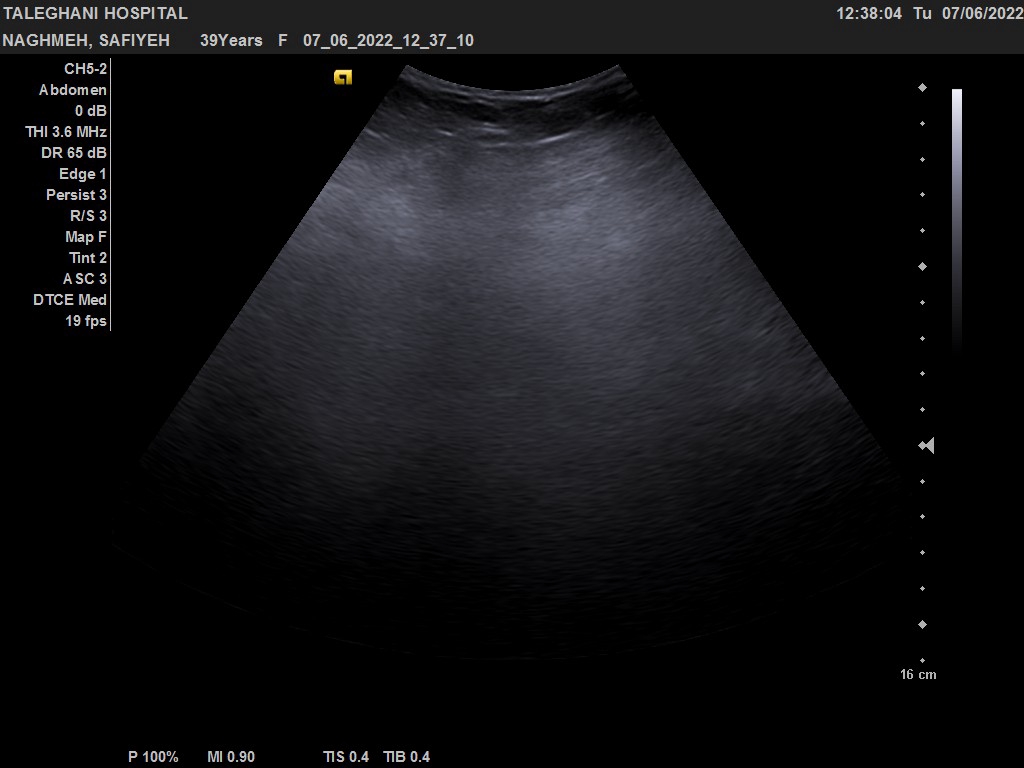 TALEGHANI HOSPITAL 12:38:04 Tu 07/06/2022
NAGHMEH, SAFIYEH 39Years F 07_06_2022_12_37_10
CH5-2
Abdomen
0 dB
THI 3.6 MHz
DR 65 dB
Edge 1
Persist 3
R/S 3
Map F
Tint 2
ASC 3
DTCE Med
19 fps
16 cm
P 100% MI 0.90 TIS 0.4 TIB 0.4